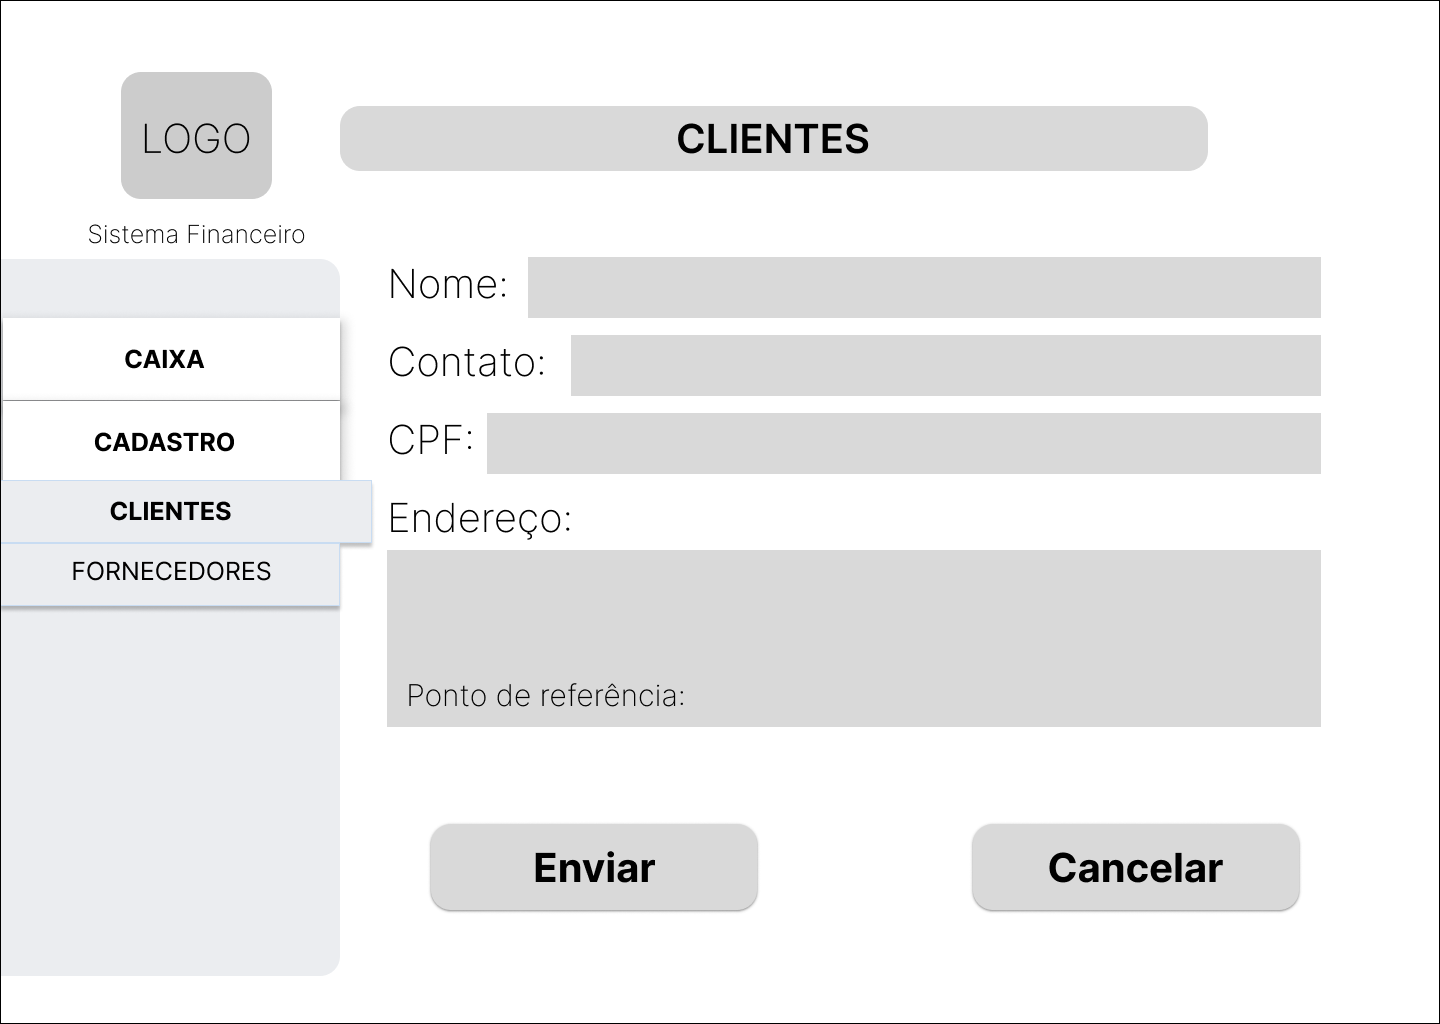 LOGO
CLIENTES
Sistema Financeiro
CAIXA
CADASTRO
CLIENTES
FORNECEDORES
Nome:
Contato:
CPF:
Endereço:
Ponto de referência:
Enviar
Cancelar